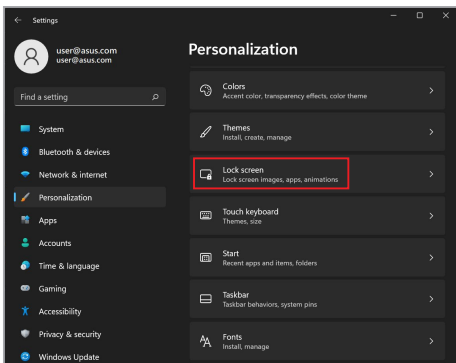 Settings
user@asus.com
user@asus.com
Find a setting
System
Bluetooth & devices
Network & internet
Personalization
Apps
Accounts
Time & language
Gaming
Accessibility
Privacy & security
Windows Update
Personalization
Colors
Accent color, transparency effects, color theme
Themes
Install, create, manage
Lock screen
Lock screen images, apps, animations
Touch keyboard
Themes, size
Start
Recent apps and items, folders
Taskbar
Taskbar behaviors, system pins
Fonts
Install, manage